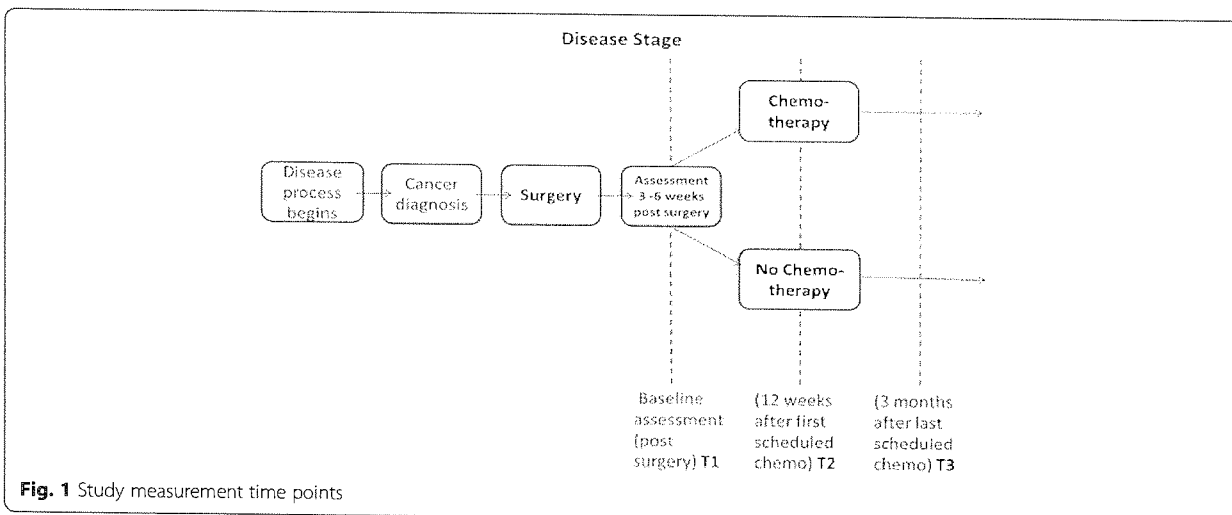 Disease Stage
Chemo-
therapy
Disease
process
begins
Cancer
diagnosis
Surgery
Assessment
3 -6 weeks
post surgery
No Chemo-
therapy
Baseline
assessment
(post
surgery) T1
(12 weeks
after first
scheduled
chemo) T2
(3 months
after last
scheduled
chemo) T3
Fig. 1 Study measurement time points